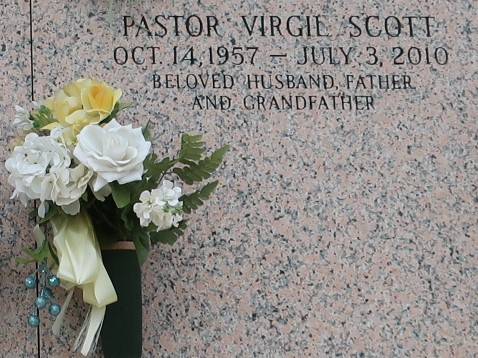 PASTOR VIRGIL SCOTT
OCT. 14, 1957 – JULY. 3, 2010
BELOVED HUSBAND, FATHER
AND GRANDFATHER